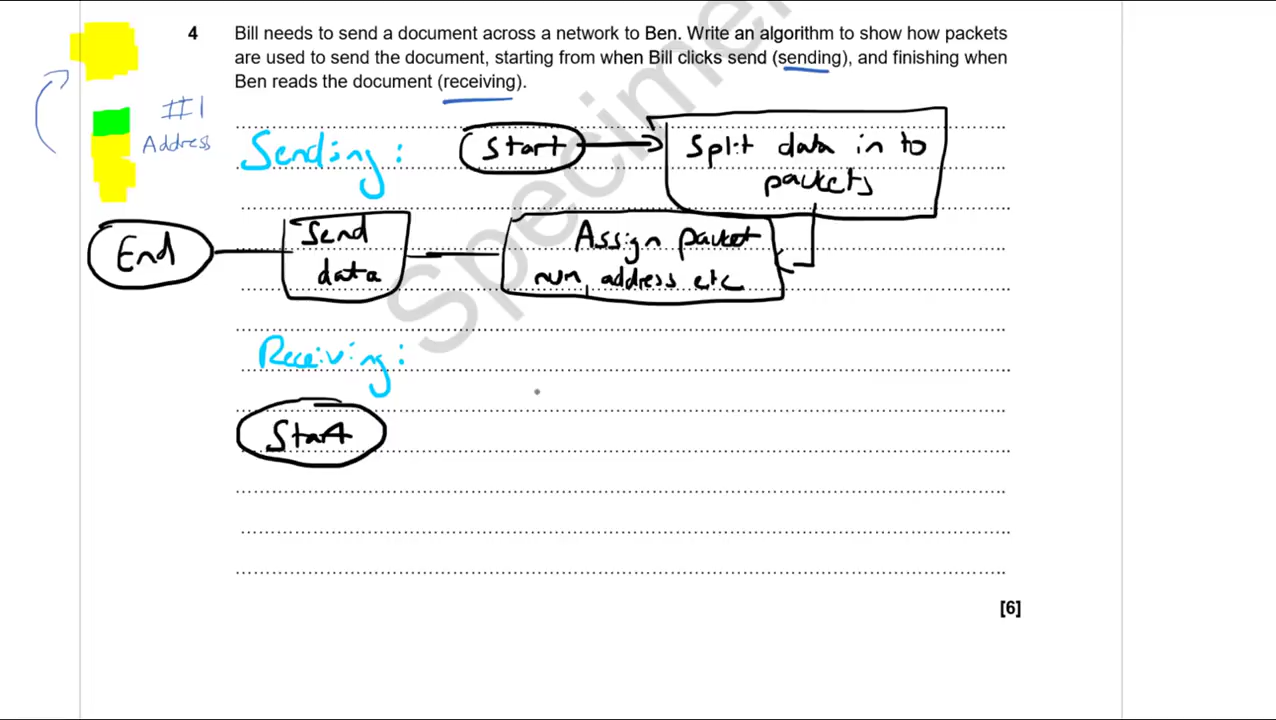 4 Bill needs to send a document across a network to Ben. Write an algorithm to show how packets
are used to send the document, starting from when Bill clicks send (sending), and finishing when
Ben reads the document (receiving).
#1
Address
Sending:
Start
Split data in to
packets
End
Send
data
Assign packet
num, address etc
Receiving:
Start
[6]
Specimen